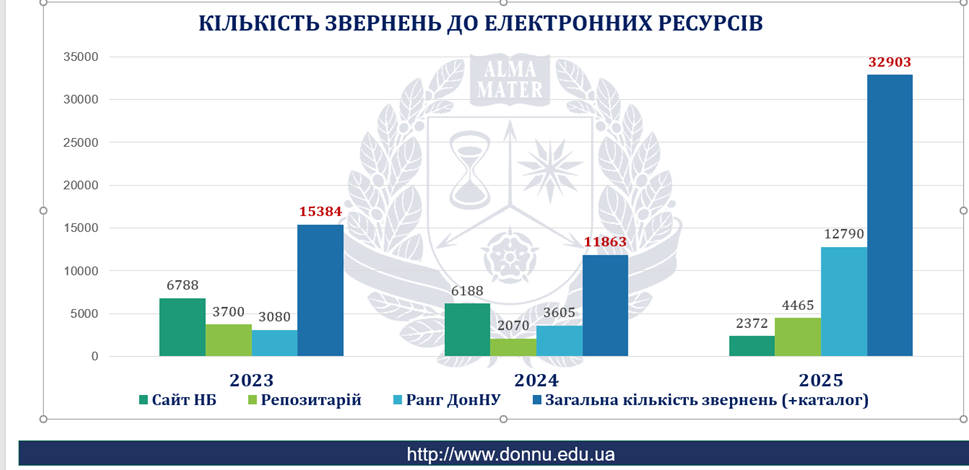 КІЛЬКІСТЬ ЗВЕРНЕНЬ ДО ЕЛЕКТРОННИХ РЕСУРСІВ
35000
30000
25000
20000
15000
10000
5000
0
ALMA
MATER
6788
3700
3080
15384
6188
2070
3605
11863
2372
4465
12790
32903
2023
2024
2025
Сайт НБ
Репозитарій
Ранг ДонНУ
Загальна кількість звернень (+каталог)
http://www.donnu.edu.ua